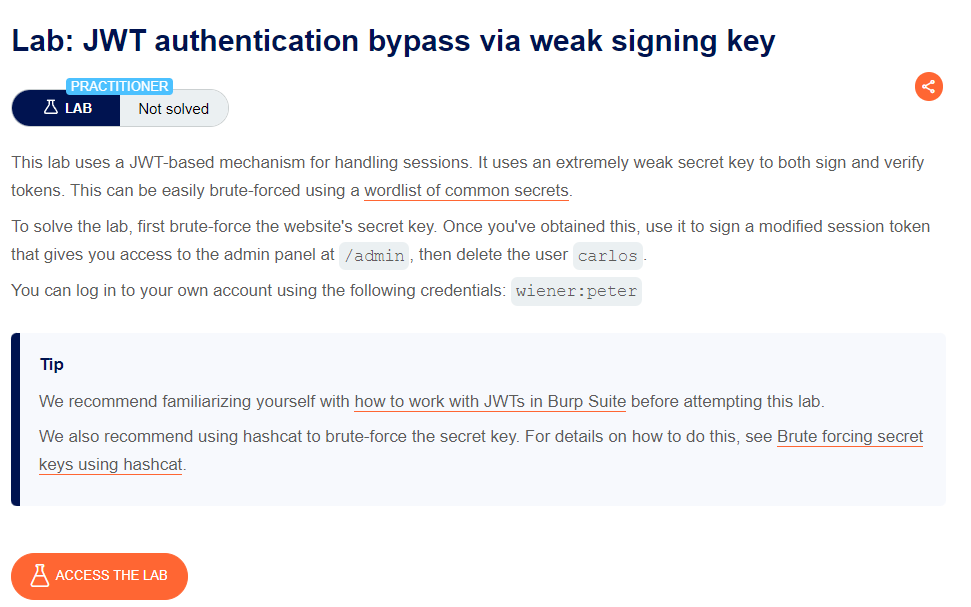 Lab: JWT authentication bypass via weak signing key
PRACTITIONER
LAB
Not solved
This lab uses a JWT-based mechanism for handling sessions. It uses an extremely weak secret key to both sign and verify
tokens. This can be easily brute-forced using a wordlist of common secrets.
To solve the lab, first brute-force the website's secret key. Once you've obtained this, use it to sign a modified session token
that gives you access to the admin panel at /admin, then delete the user carlos.
You can log in to your own account using the following credentials: wiener:peter
Tip
We recommend familiarizing yourself with how to work with JWTs in Burp Suite before attempting this lab.
We also recommend using hashcat to brute-force the secret key. For details on how to do this, see Brute forcing secret
keys using hashcat.
ACCESS THE LAB